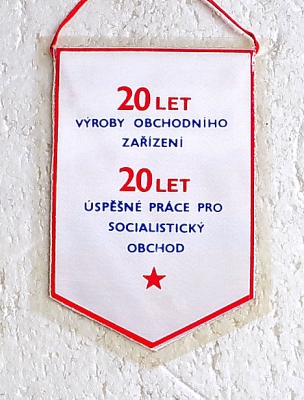 20 LET
VÝROBY OBCHODNÍHO
ZAŘÍZENÍ
20 LET
ÚSPĚŠNÉ PRÁCE PRO
SOCIALISTICKÝ
OBCHOD